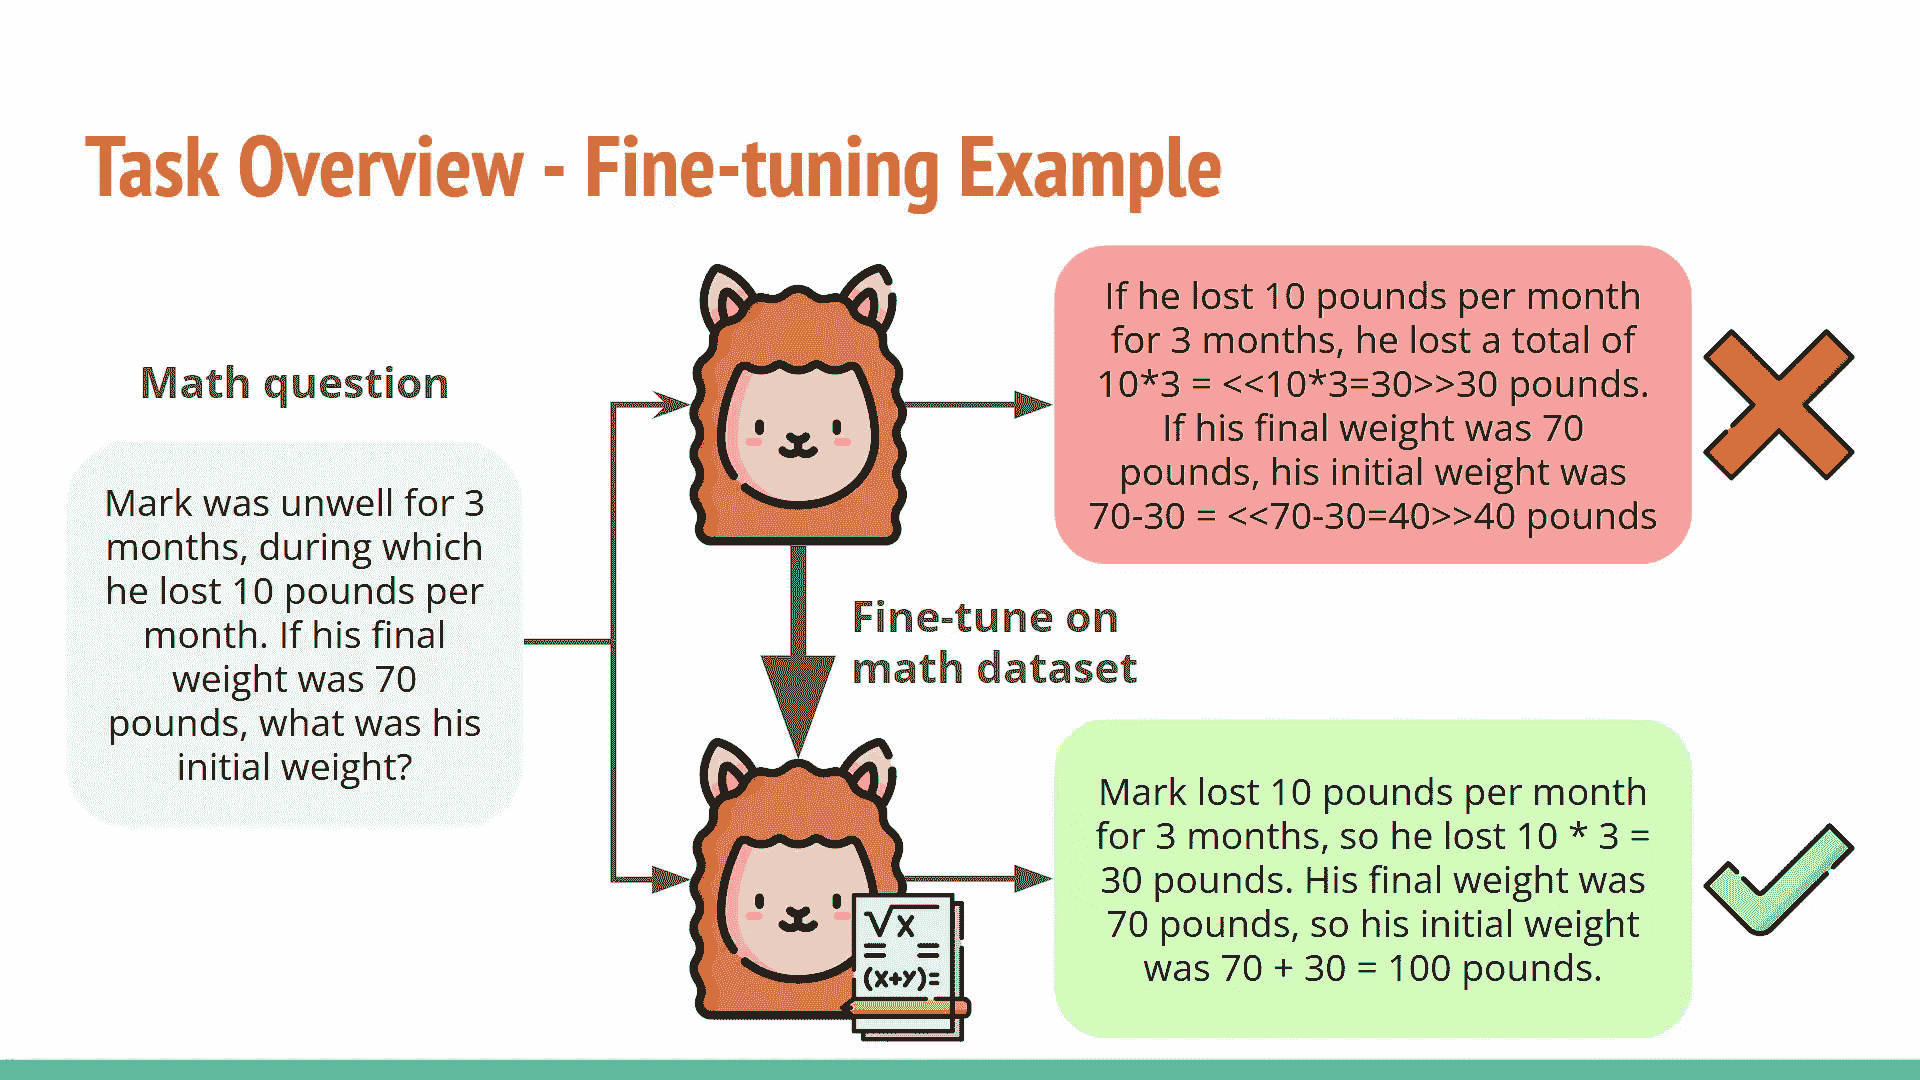 Task Overview - Fine-tuning Example
Math question
Mark was unwell for 3
months, during which
he lost 10 pounds per
month. If his final
weight was 70
pounds, what was his
initial weight?
If he lost 10 pounds per month
for 3 months, he lost a total of
10*3 = <<10*3=30>>30 pounds.
If his final weight was 70
pounds, his initial weight was
70-30 = <<70-30=40>>40 pounds
Fine-tune on
math dataset
√x
= =
(x+y)=
Mark lost 10 pounds per month
for 3 months, so he lost 10 * 3 =
30 pounds. His final weight was
70 pounds, so his initial weight
was 70 + 30 = 100 pounds.